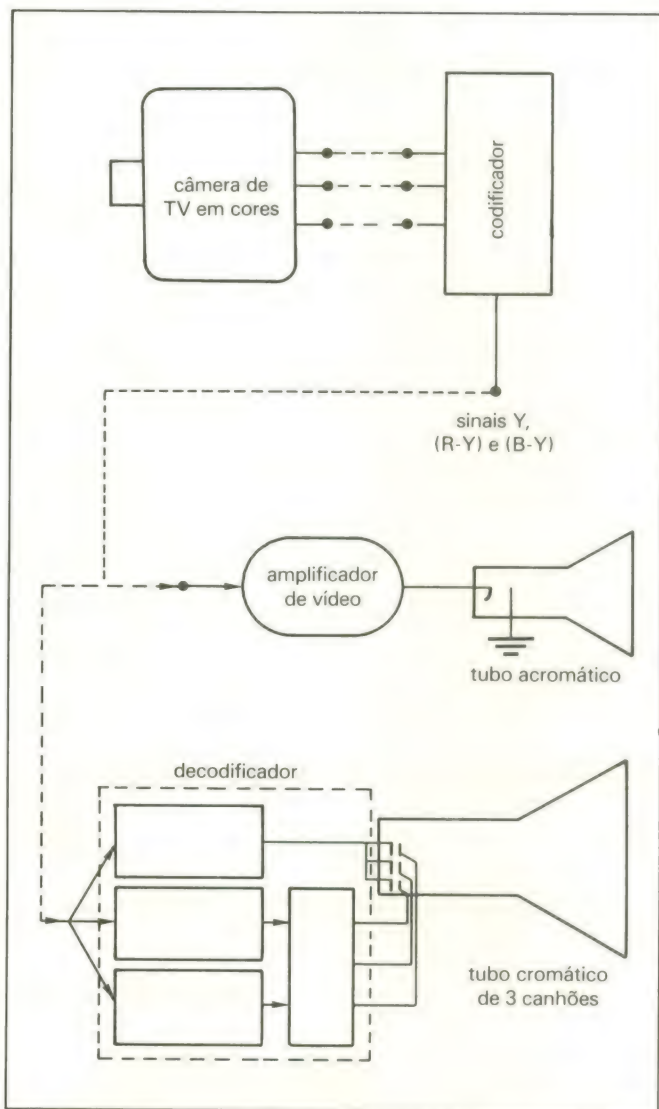 câmera de
TV em cores
codificador
sinais Y,
(R-Y) e (B-Y)
amplificador
de vídeo
tubo acromático
decodificador
tubo cromático
de 3 canhões